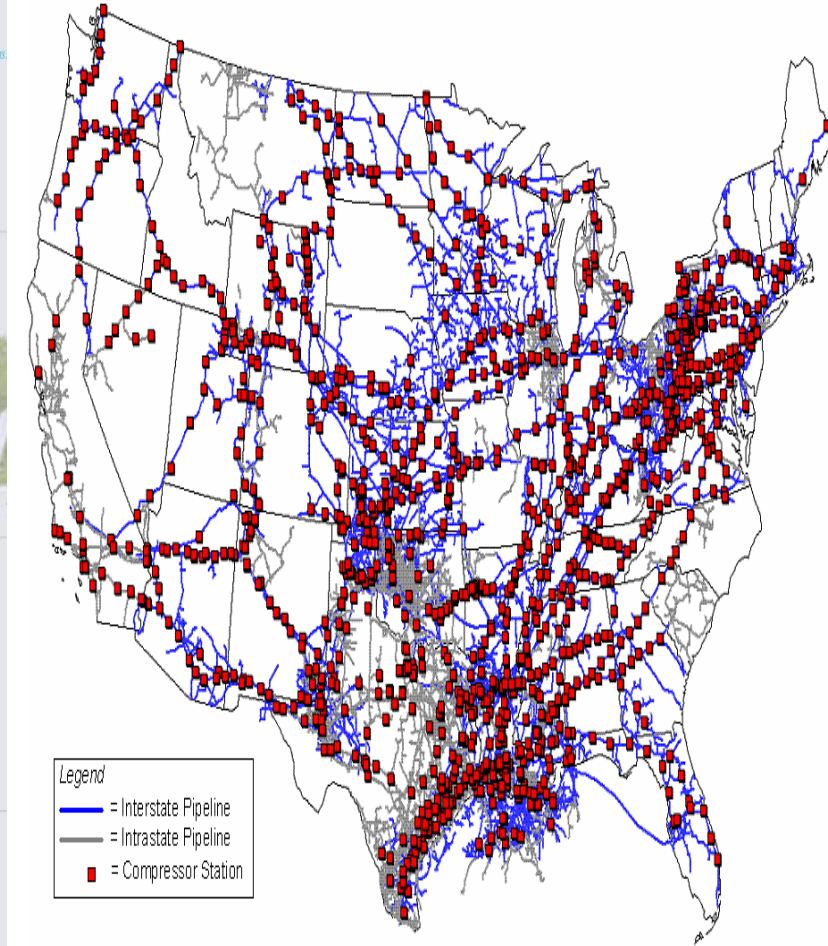 Legend
= Interstate Pipeline
= Intrastate Pipeline
= Compressor Station